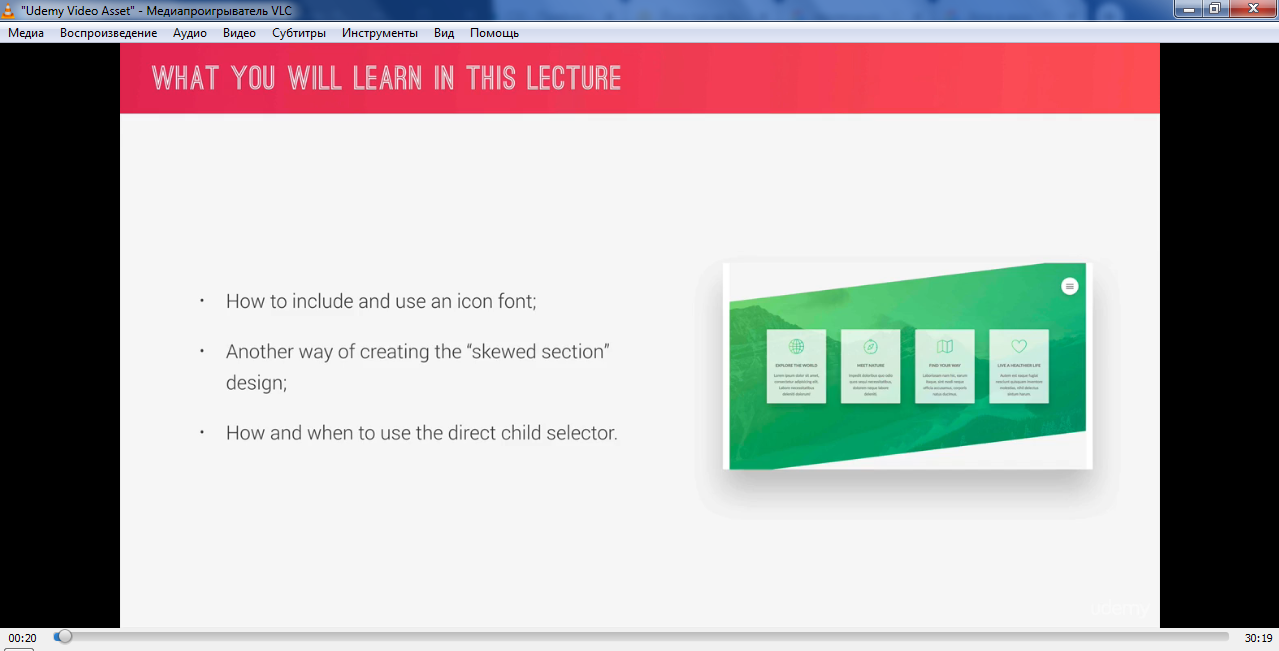 "Udemy Video Asset" - Медиапроигрыватель VLC
Медиа Воспроизведение Аудио Видео Субтитры Инструменты Вид Помощь
WHAT YOU WILL LEARN IN THIS LECTURE
• How to include and use an icon font;
• Another way of creating the “skewed section”
design;
• How and when to use the direct child selector.
EXPLORE THE WORLD
MEET NATURE
FIND YOUR WAY
LIVE A HEALTHIER LIFE
udemy
00:20
30:19